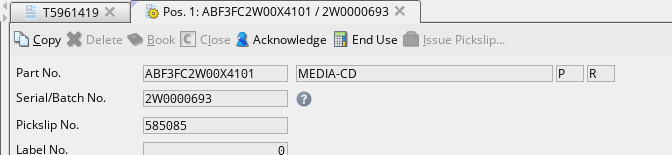 T5961419 Pos. 1: ABF3FC2W00X4101 / 2W0000693
Copy Delete Book Close Acknowledge End Use Issue Pickslip...
Part No. ABF3FC2W00X4101 MEDIA-CD P R
Serial/Batch No. 2W0000693
Pickslip No. 585085
Label No. 0